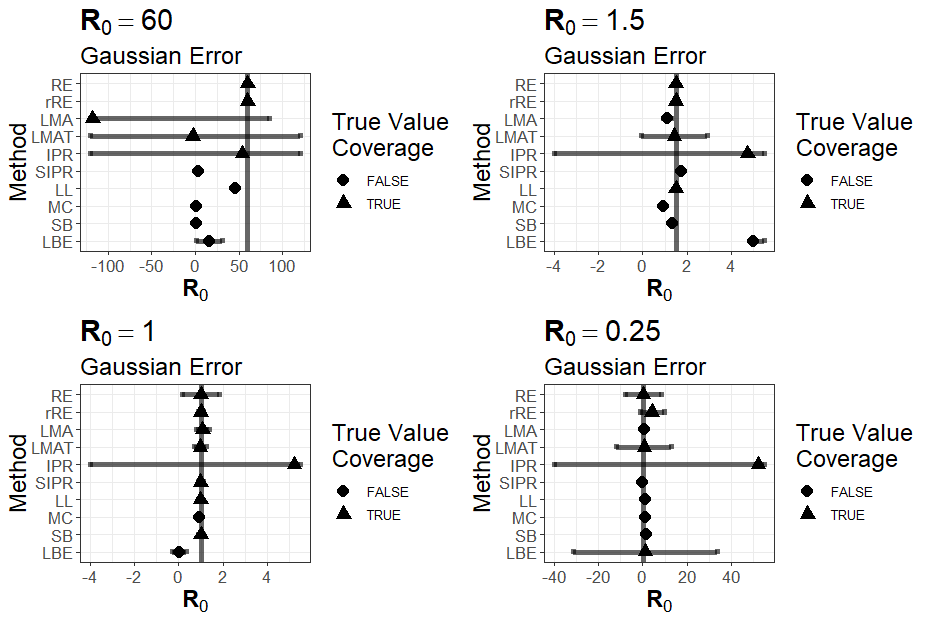 R₀ = 60
Gaussian Error
Method
RE
rRE
LMA
LMAT
IPR
SIPR
LL
MC
SB
LBE
-100 -50 0 50 100
R₀
True Value
Coverage
FALSE
TRUE
R₀ = 1.5
Gaussian Error
Method
RE
rRE
LMA
LMAT
IPR
SIPR
LL
MC
SB
LBE
-4 -2 0 2 4
R₀
True Value
Coverage
FALSE
TRUE
R₀ = 1
Gaussian Error
Method
RE
rRE
LMA
LMAT
IPR
SIPR
LL
MC
SB
LBE
-4 -2 0 2 4
R₀
True Value
Coverage
FALSE
TRUE
R₀ = 0.25
Gaussian Error
Method
RE
rRE
LMA
LMAT
IPR
SIPR
LL
MC
SB
LBE
-40 -20 0 20 40
R₀
True Value
Coverage
FALSE
TRUE